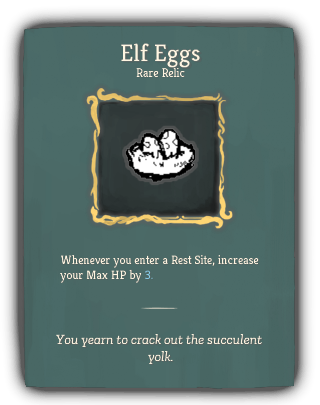 Elf Eggs
Rare Relic
Whenever you enter a Rest Site, increase
your Max HP by 3.
You yearn to crack out the succulent
yolk.